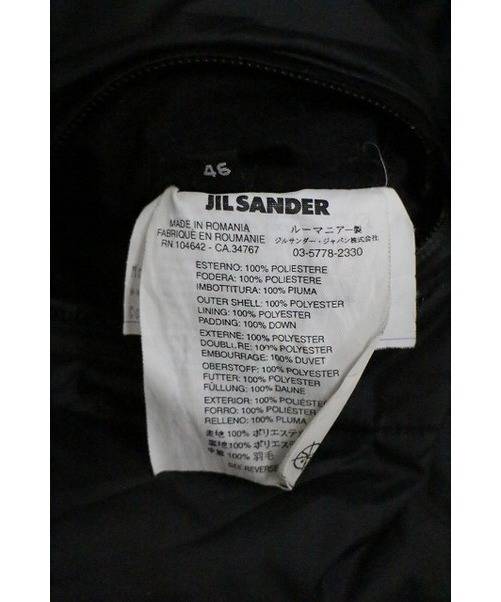 46
JIL SANDER
MADE IN ROMANIA
FABRIQUÉ EN ROUMANIE
RN.104642 - CA.34767
ルーマニアー製
ジルサンダー・ジャパン株式会社
03-5778-2330
ESTERNO: 100% POLIESTERE
FODERA: 100% POLIESTERE
IMBOTTITURA: 100% PIUMA
OUTER SHELL: 100% POLYESTER
LINING: 100% POLYESTER
PADDING: 100% DOWN
EXTERNE: 100% POLYESTER
DOUBLURE: 100% POLYESTER
EMBOURRAGE: 100% DUVET
OBERSTOFF: 100% POLYESTER
FUTTER: 100% POLYESTER
FÜLLUNG: 100% DAUNE
EXTERIOR: 100% POLIÉSTE
FORRO: 100% POLIESTER
RELLENO: 100% PLUMA
表地 100% ポリエステル
裏地 100% ポリエステ
中綿 100% 羽毛
SEE REVERSE